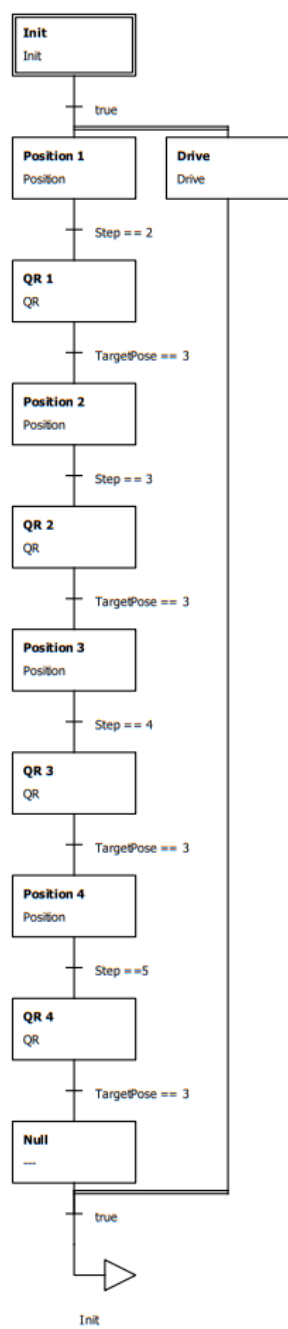 Init
Init
true
Position 1
Position
Drive
Drive
Step == 2
QR 1
QR
TargetPose == 3
Position 2
Position
Step == 3
QR 2
QR
TargetPose == 3
Position 3
Position
Step == 4
QR 3
QR
TargetPose == 3
Position 4
Position
Step ==5
QR 4
QR
TargetPose == 3
Null
---
true
Init